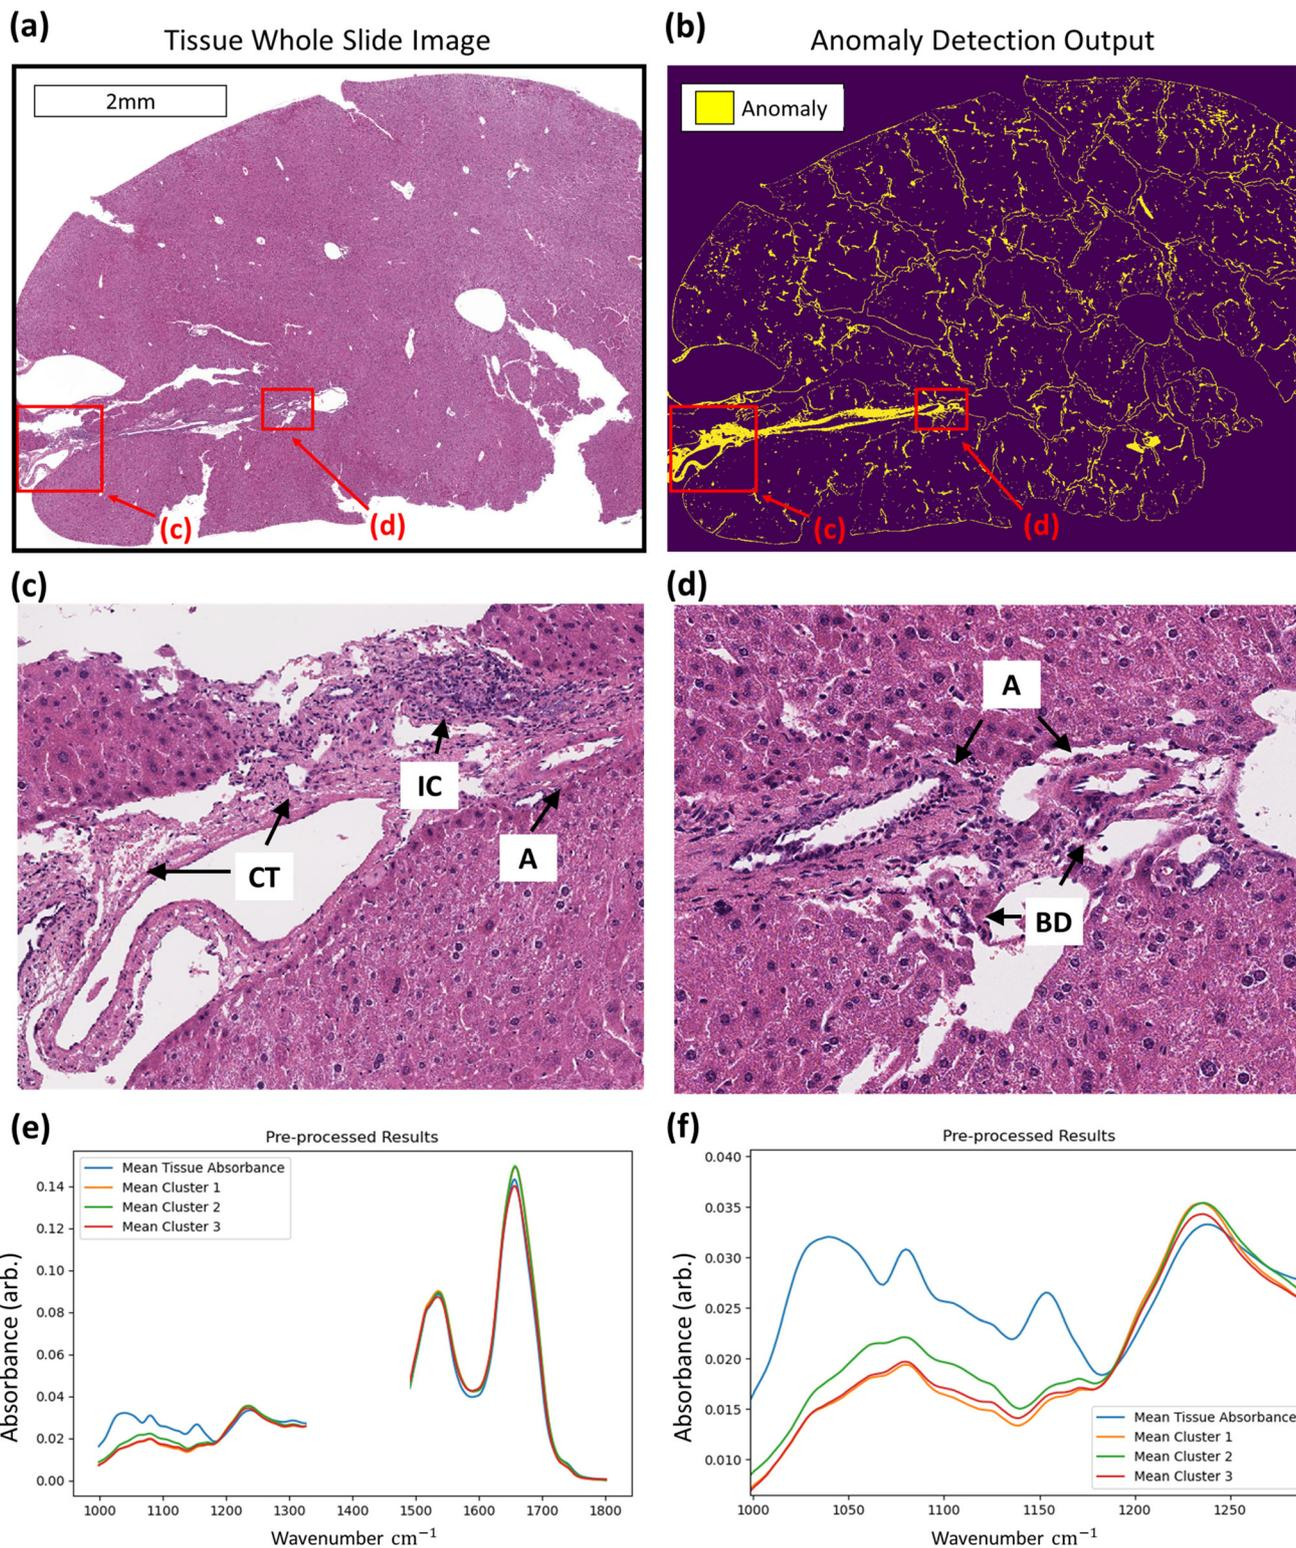 (a)
Tissue Whole Slide Image
2mm
(c)
(d)
(b)
Anomaly Detection Output
Anomaly
(c)
(d)
(c)
IC
A
CT
(d)
A
BD
(e)
Pre-processed Results
Mean Tissue Absorbance
Mean Cluster 1
Mean Cluster 2
Mean Cluster 3
Absorbance (arb.)
0.14
0.12
0.10
0.08
0.06
0.04
0.02
0.00
1000 1100 1200 1300 1400 1500 1600 1700 1800
Wavenumber cm⁻¹
(f)
Pre-processed Results
Absorbance (arb.)
0.040
0.035
0.030
0.025
0.020
0.015
0.010
Mean Tissue Absorbance
Mean Cluster 1
Mean Cluster 2
Mean Cluster 3
1000 1050 1100 1150 1200 1250
Wavenumber cm⁻¹